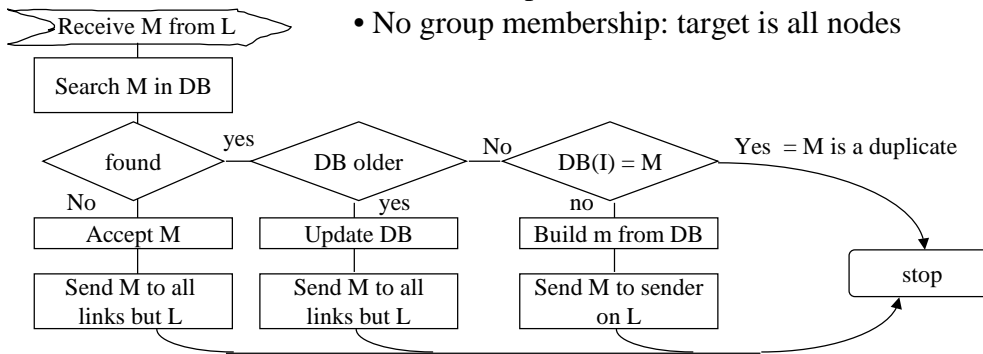 Receive M from L
• No group membership: target is all nodes
Search M in DB
found
yes
DB older
No
DB(I) = M
Yes = M is a duplicate
No
yes
no
Accept M
Update DB
Build m from DB
Send M to all
links but L
Send M to all
links but L
Send M to sender
on L
stop